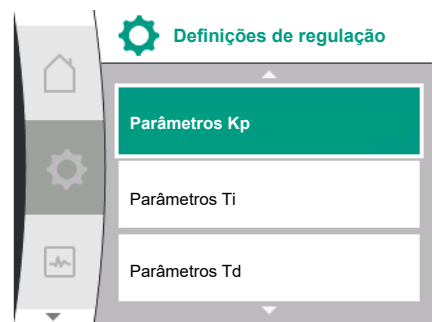 Definições de regulação
Parâmetros Kp
Parâmetros Ti
Parâmetros Td